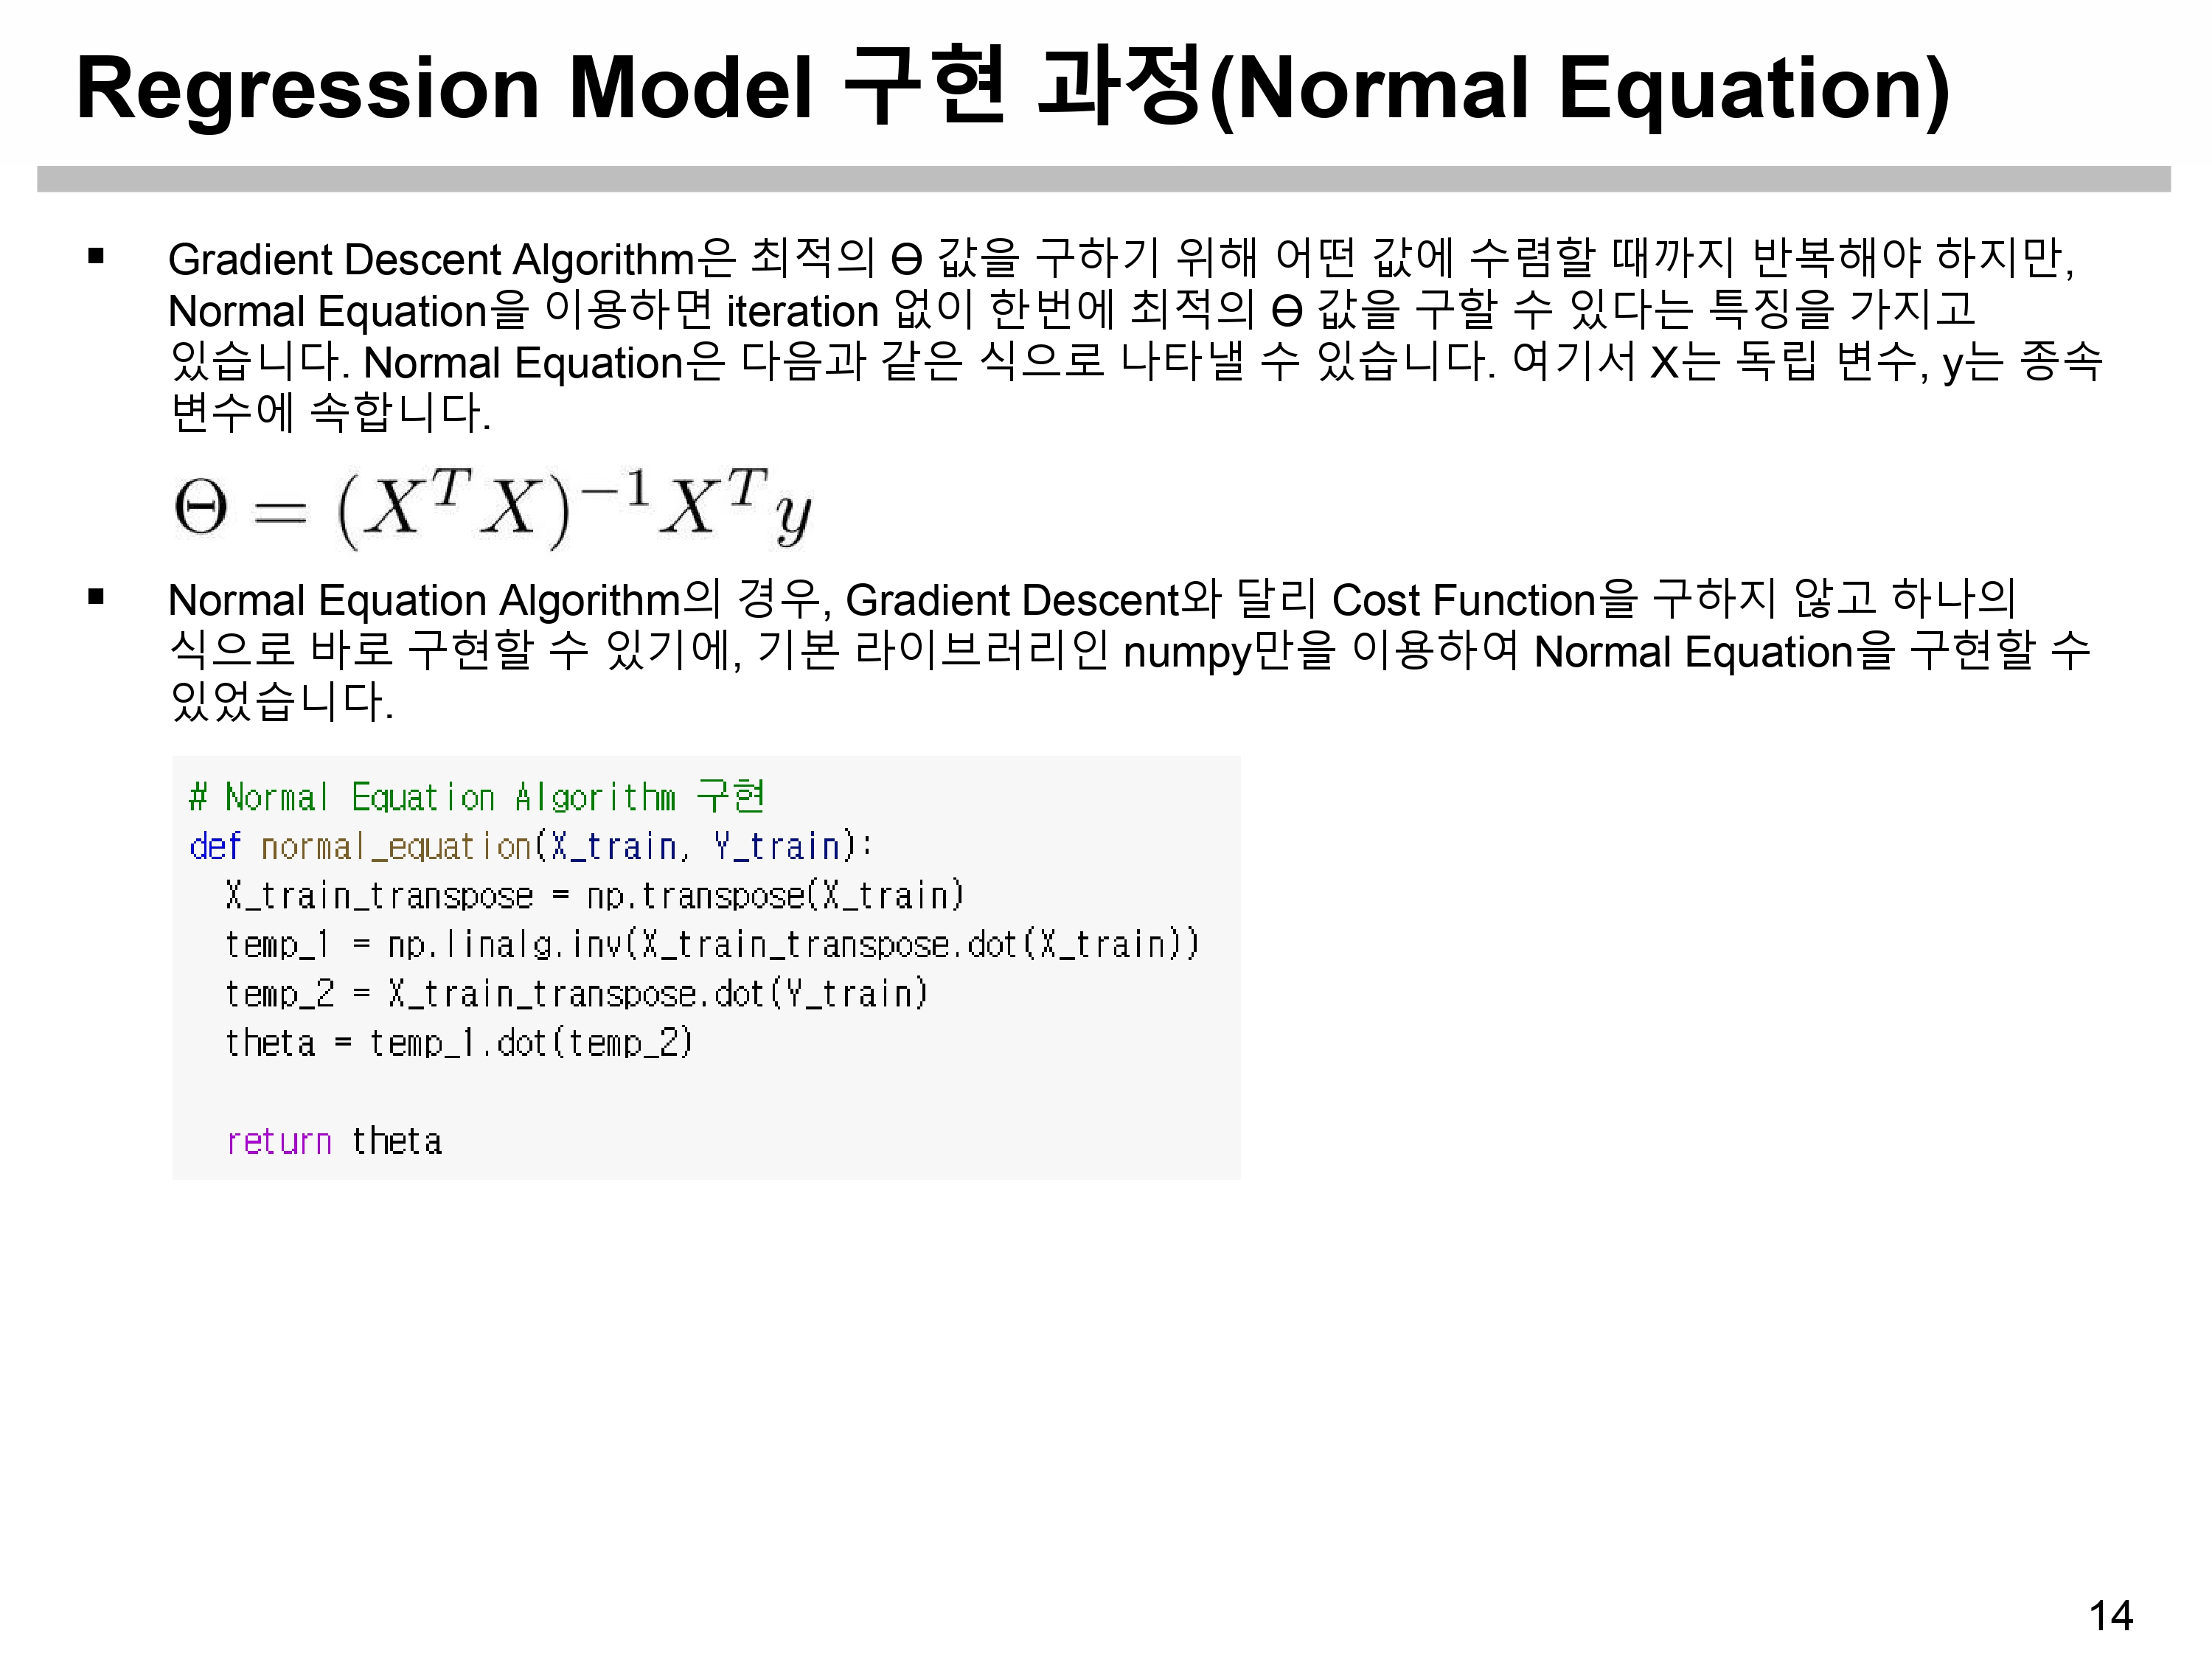 Regression Model 구현 과정(Normal Equation)
▪ Gradient Descent Algorithm은 최적의 Θ 값을 구하기 위해 어떤 값에 수렴할 때까지 반복해야 하지만,
Normal Equation을 이용하면 iteration 없이 한번에 최적의 Θ 값을 구할 수 있다는 특징을 가지고
있습니다. Normal Equation은 다음과 같은 식으로 나타낼 수 있습니다. 여기서 X는 독립 변수, y는 종속
변수에 속합니다.
Θ = (X^T X)^{-1} X^T y
▪ Normal Equation Algorithm의 경우, Gradient Descent와 달리 Cost Function을 구하지 않고 하나의
식으로 바로 구현할 수 있기에, 기본 라이브러리인 numpy만을 이용하여 Normal Equation을 구현할 수
있었습니다.
# Normal Equation Algorithm 구현
def normal_equation(X_train, Y_train):
  X_train_transpose = np.transpose(X_train)
  temp_1 = np.linalg.inv(X_train_transpose.dot(X_train))
  temp_2 = X_train_transpose.dot(Y_train)
  theta = temp_1.dot(temp_2)
  return theta
14